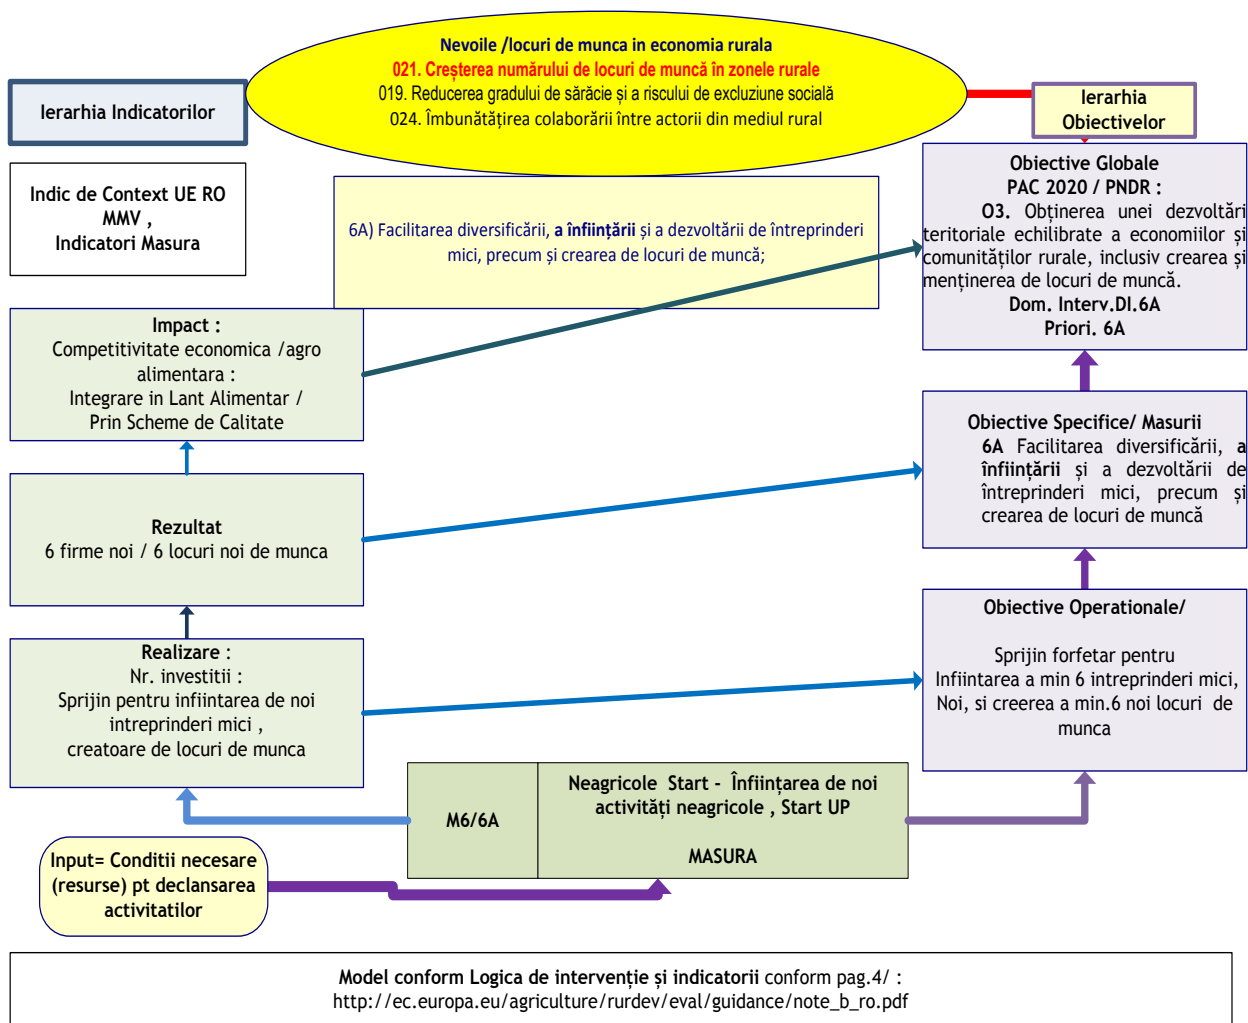 Nevoile /locuri de munca in economia rurala
021. Creșterea numărului de locuri de muncă în zonele rurale
019. Reducerea gradului de sărăcie și a riscului de excluziune socială
024. Îmbunătățirea colaborării între actorii din mediul rural
Ierarhia Indicatorilor
Ierarhia
Obiectivelor
Indic de Context UE RO
MMV ,
Indicatori Masura
6A) Facilitarea diversificării, a înființării și a dezvoltării de întreprinderi
mici, precum și crearea de locuri de muncă;
Obiective Globale
PAC 2020 / PNDR :
O3. Obținerea unei dezvoltări
teritoriale echilibrate a economiilor și
comunităților rurale, inclusiv crearea și
menținerea de locuri de muncă.
Dom. Interv.DI.6A
Priori. 6A
Impact :
Competitivitate economica /agro
alimentara :
Integrare in Lant Alimentar /
Prin Scheme de Calitate
Obiective Specifice/ Masurii
6A Facilitarea diversificării, a
înființării și a dezvoltării de
întreprinderi mici, precum și
crearea de locuri de muncă
Rezultat
6 firme noi / 6 locuri noi de munca
Obiective Operationale/
Sprijin forfetar pentru
Infiintarea a min 6 intreprinderi mici,
Noi, si creerea a min.6 noi locuri de
munca
Realizare :
Nr. investitii :
Sprijin pentru infiintarea de noi
intreprinderi mici ,
creatoare de locuri de munca
M6/6A
Neagricole Start - Înființarea de noi
activități neagricole , Start UP
MASURA
Input= Conditii necesare
(resurse) pt declansarea
activitatilor
Model conform Logica de intervenție și indicatorii conform pag.4/ :
http://ec.europa.eu/agriculture/rurdev/eval/guidance/note_b_ro.pdf